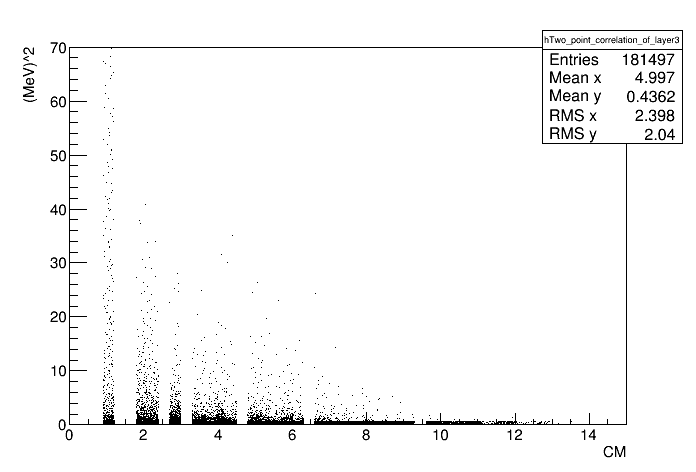 hTwo_point_correlation_of_layer3
Entries 181497
Mean x 4.997
Mean y 0.4362
RMS x 2.398
RMS y 2.04
(MeV)^2
70
60
50
40
30
20
10
0
0 2 4 6 8 10 12 14
CM